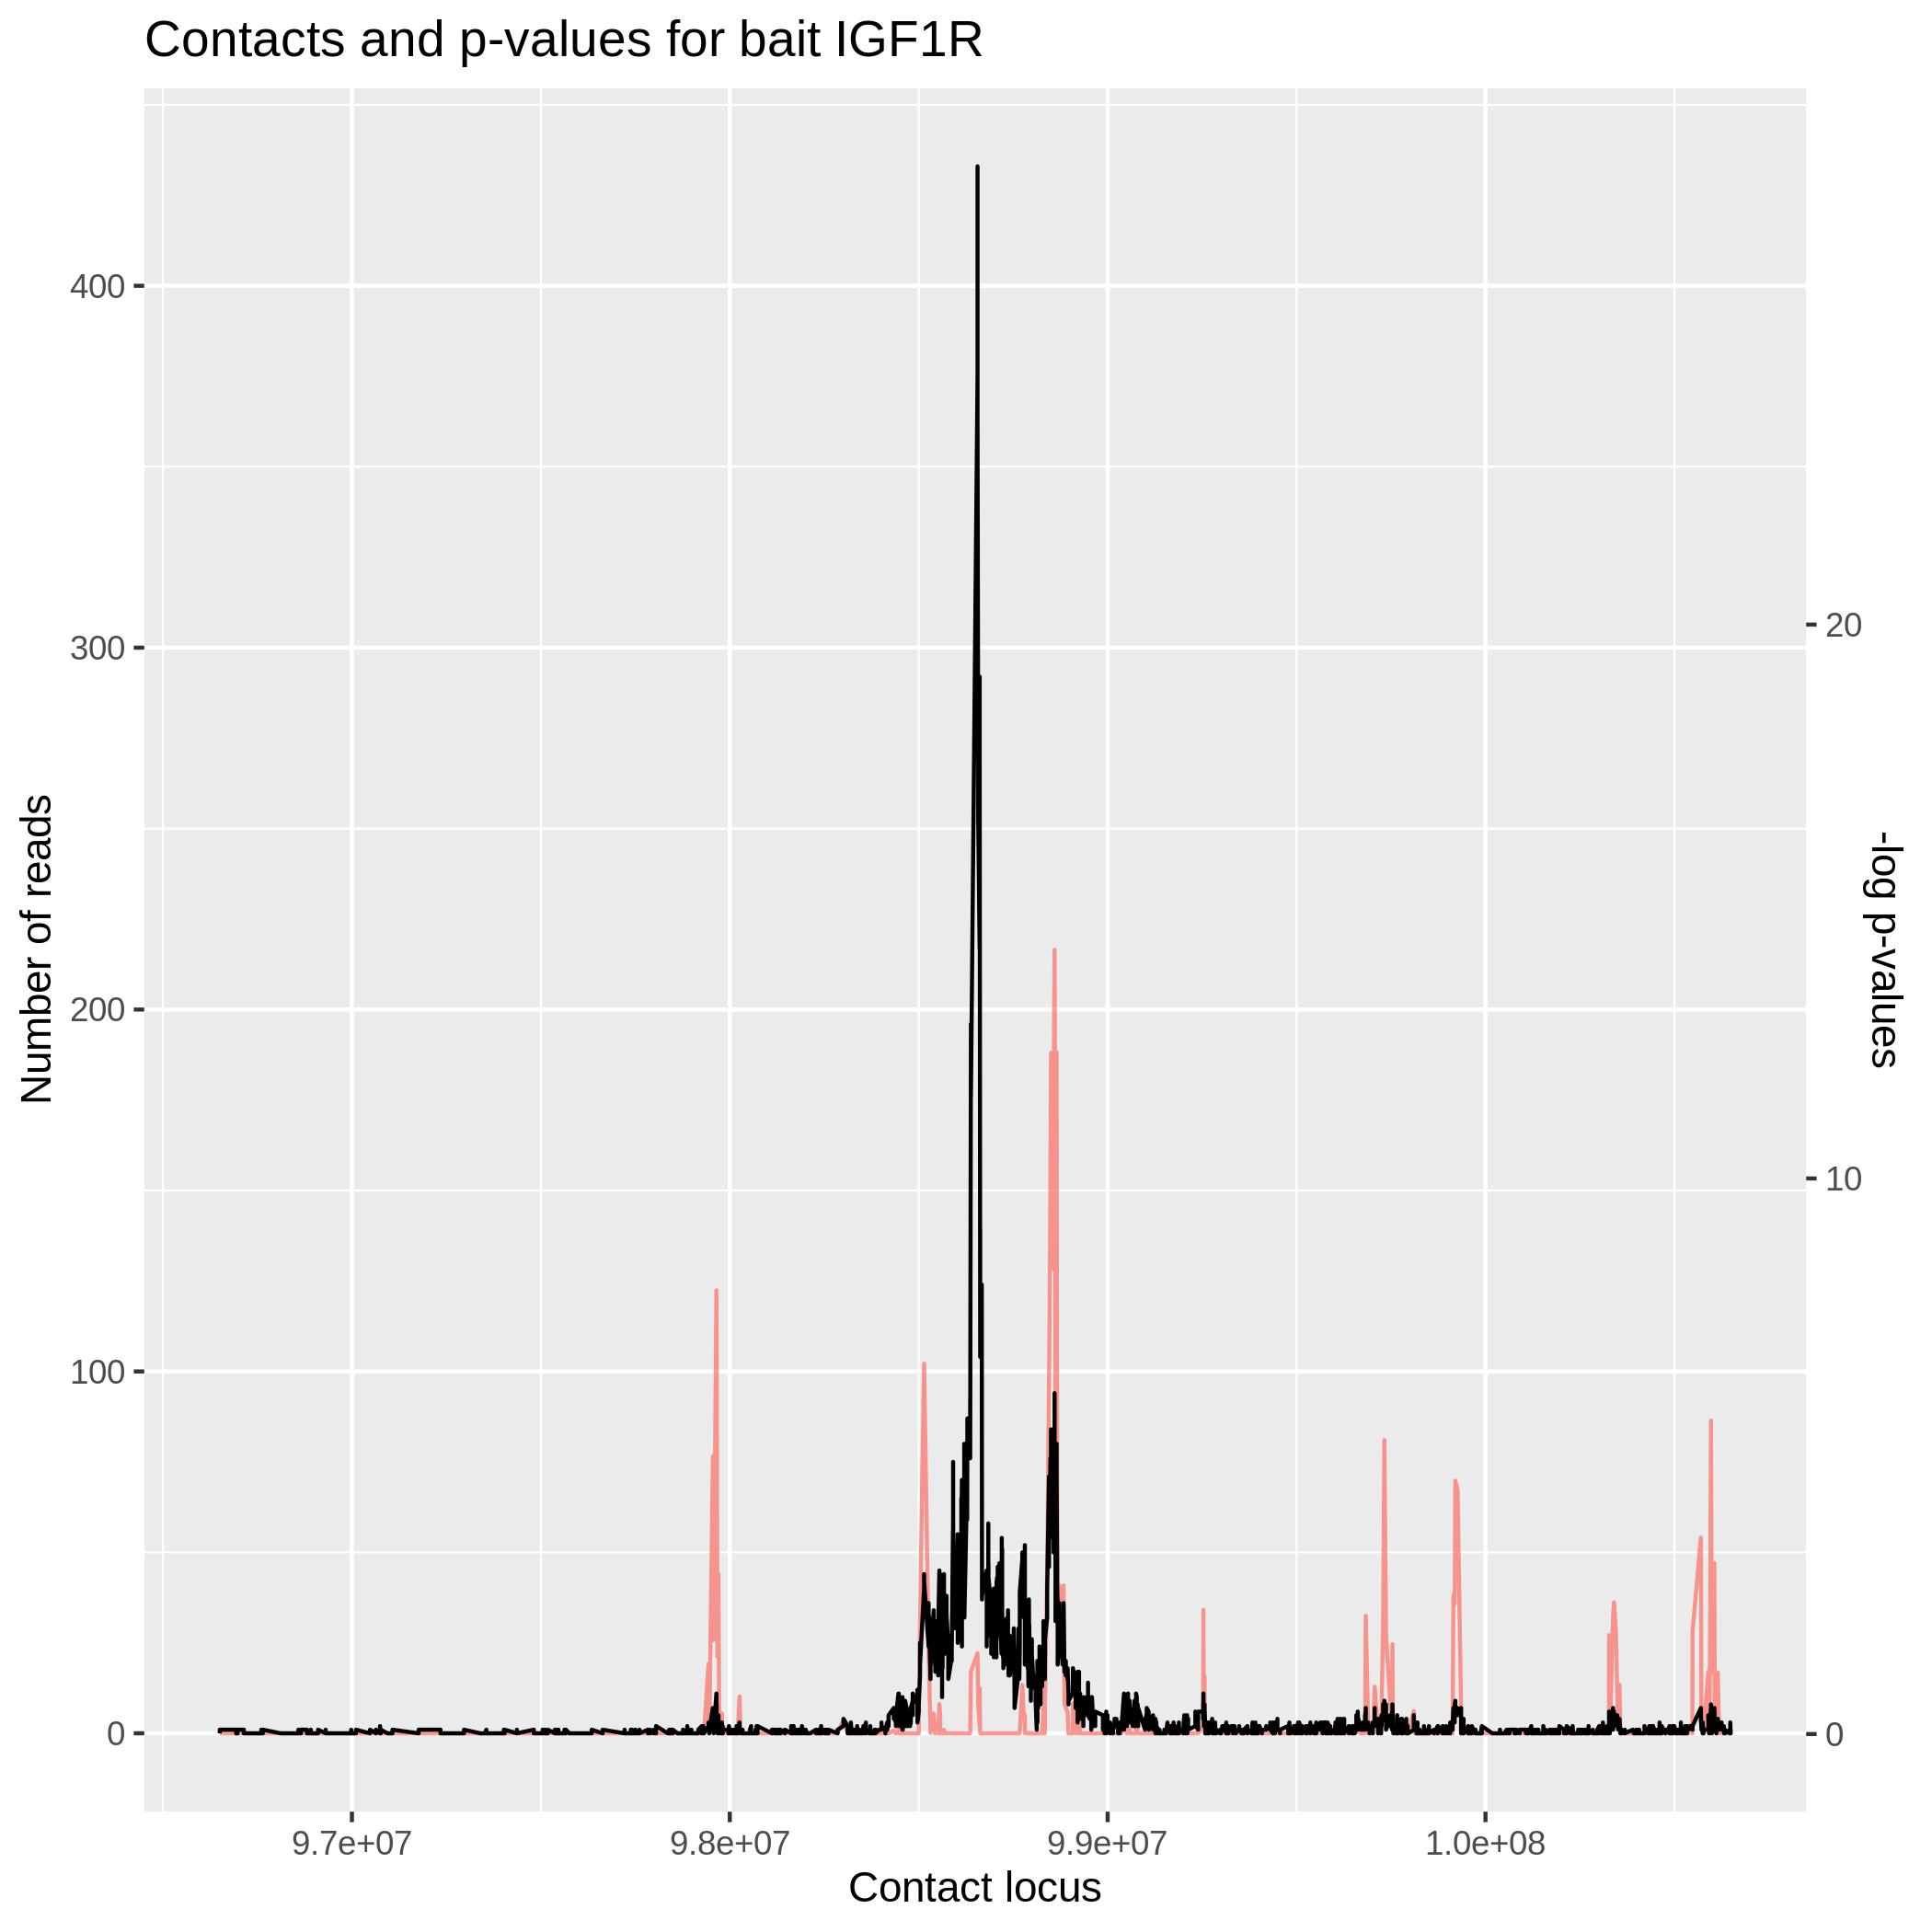 Contacts and p-values for bait IGF1R
400
300
200
100
0
Number of reads
20
10
0
-log p-values
9.7e+07
9.8e+07
9.9e+07
1.0e+08
Contact locus